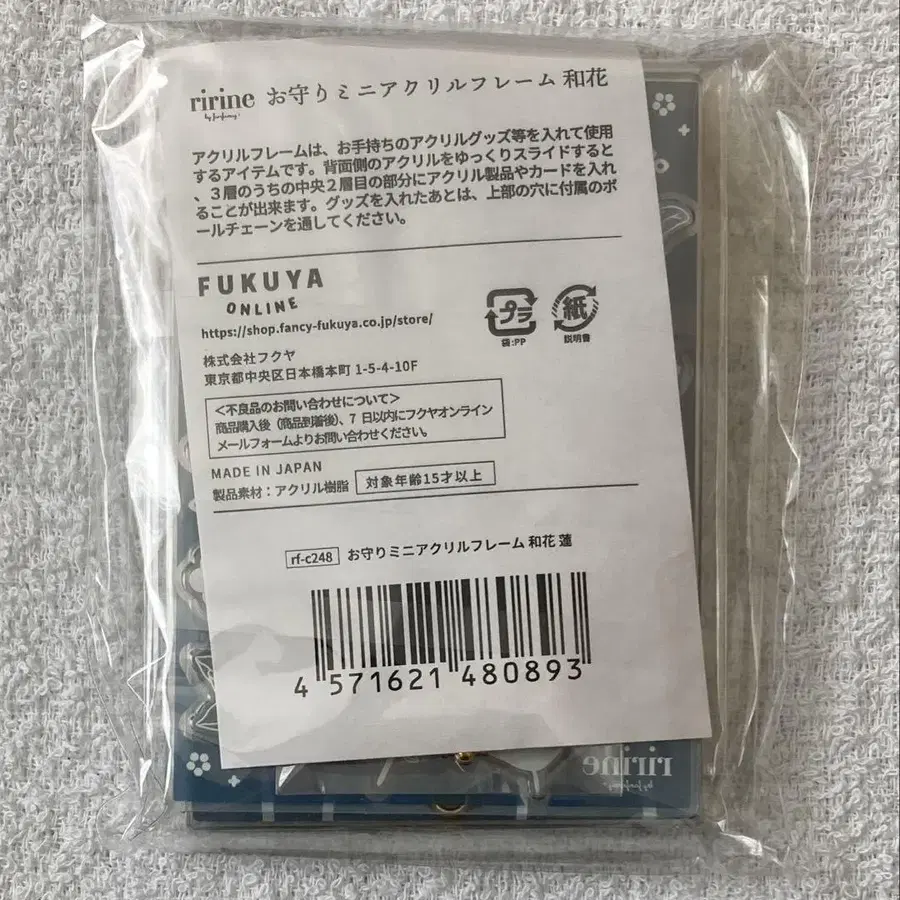 ririne お守りミニアクリルフレーム 和花
by funfancy!
アクリルフレームは、お手持ちのアクリルグッズ等を入れて使用
するアイテムです。背面側のアクリルをゆっくりスライドすると
、３層のうちの中央２層目の部分にアクリル製品やカードを入れ
ることが出来ます。グッズを入れたあとは、上部の穴に付属のボ
ールチェーンを通してください。
FUKUYA
ONLINE
https://shop.fancy-fukuya.co.jp/store/
プラ
袋:PP
紙
説明書
株式会社フクヤ
東京都中央区日本橋本町 1-5-4-10F
＜不良品のお問い合わせについて＞
商品購入後（商品到着後）、7 日以内にフクヤオンライン
メールフォームよりお問い合わせください。
MADE IN JAPAN
製品素材：アクリル樹脂 対象年齢15才以上
rf-c248 お守りミニアクリルフレーム 和花 蓮
4 571621 480893
ririne